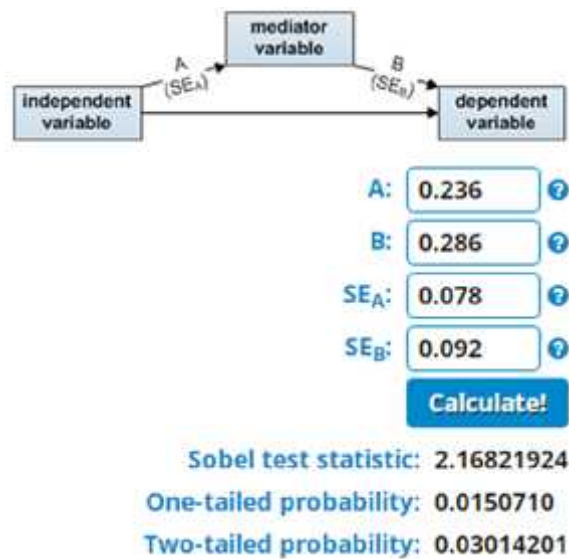 mediator
variable
A
(SEA)
B
(SEB)
independent
variable
dependent
variable
A: 0.236 ?
B: 0.286 ?
SEA: 0.078 ?
SEB: 0.092 ?
Calculate!
Sobel test statistic: 2.16821924
One-tailed probability: 0.0150710
Two-tailed probability: 0.03014201